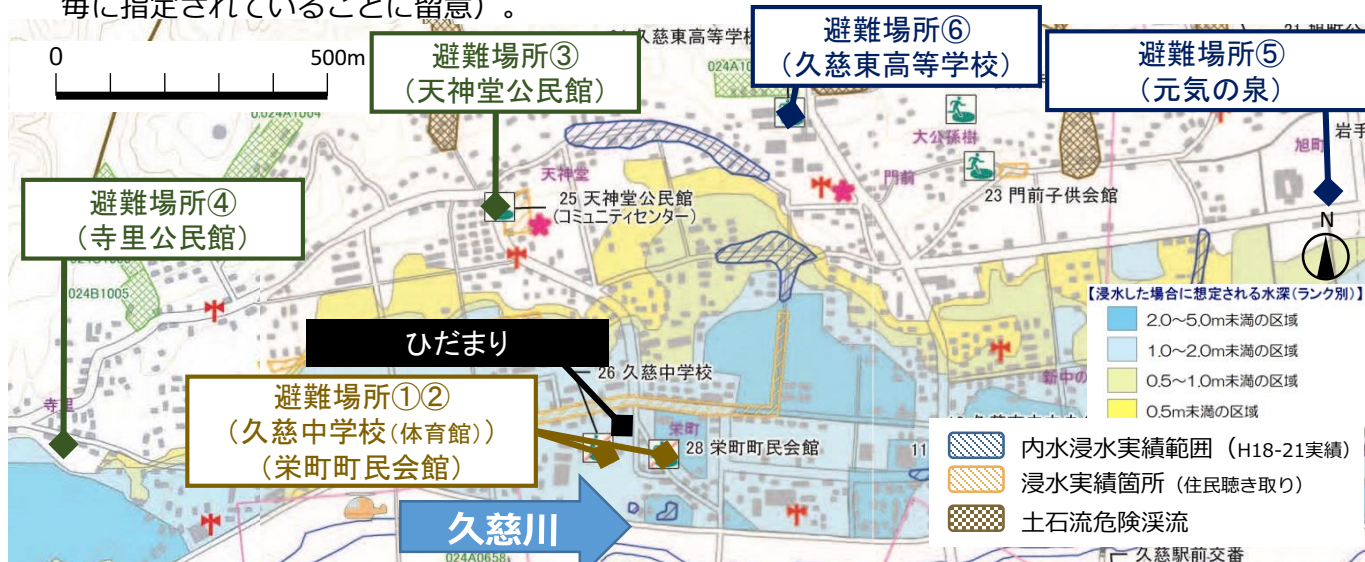 毎に指定されていることに留意）。
0 500m
避難場所③
（天神堂公民館）
久慈東高等学校
避難場所⑥
（久慈東高等学校）
避難場所⑤
（元気の泉）
024A1004
大公孫樹
旭町
岩手
天神堂
門前
25 天神堂公民館
(コミュニティセンター)
23 門前子供会館
避難場所④
（寺里公民館）
N
024B1005
【浸水した場合に想定される水深(ランク別)】
2.0～5.0m未満の区域
1.0～2.0m未満の区域
0.5～1.0m未満の区域
0.5m未満の区域
ひだまり
26 久慈中学校
寺里
避難場所①②
（久慈中学校(体育館)）
（栄町町民会館）
栄町
28 栄町町民会館
新中の
11
内水浸水実績範囲（H18-21実績）
浸水実績箇所（住民聴き取り）
土石流危険渓流
久慈川
024A0658
久慈駅前交番